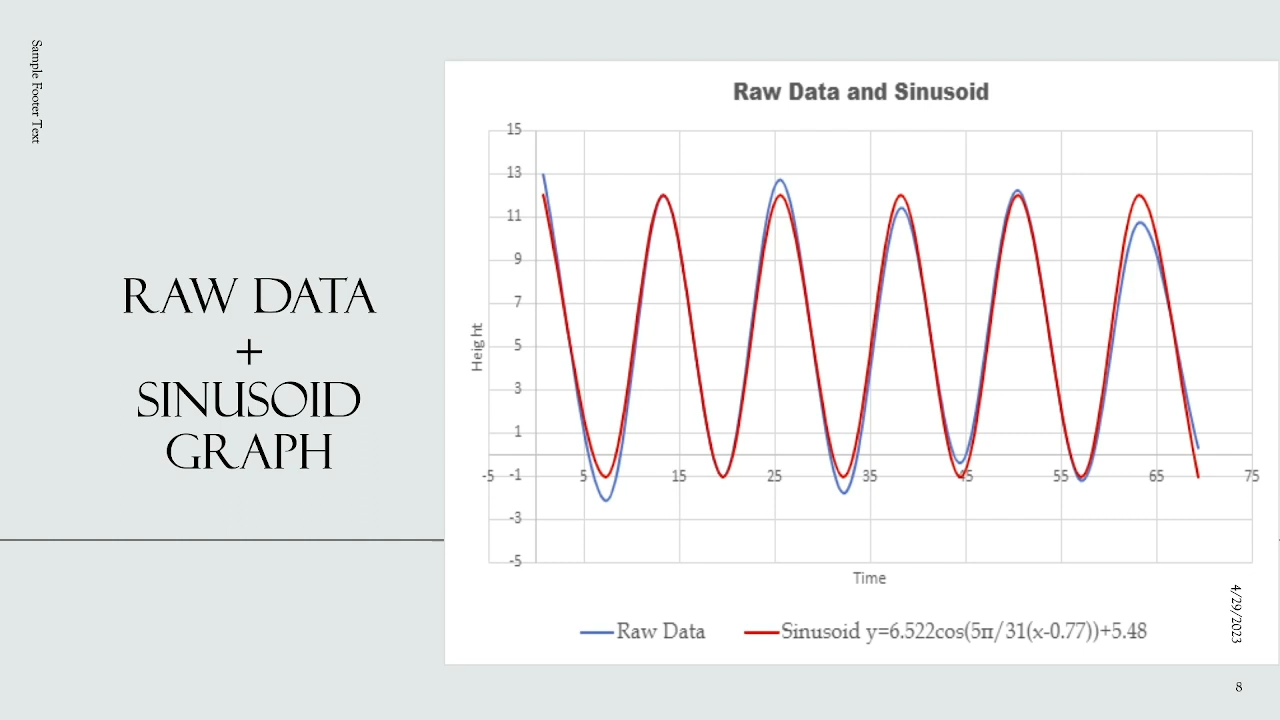 Sample Footer Text
RAW DATA
+
SINUSOID
GRAPH
Raw Data and Sinusoid
15
13
11
9
7
5
3
1
-1
-3
-5
Height
-5 5 15 25 35 45 55 65 75
Time
Raw Data Sinusoid y=6.522cos(5π/31(x-0.77))+5.48
4/29/2023
8